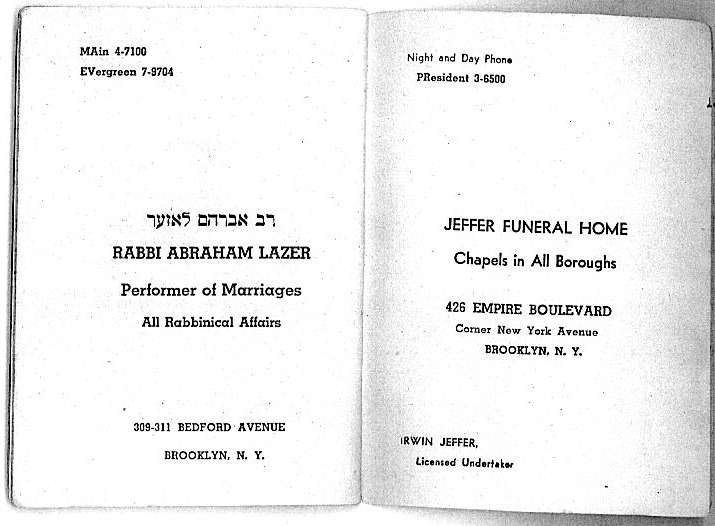 MAin 4-7100
EVergreen 7-9704
רב אברהם לאזער
RABBI ABRAHAM LAZER
Performer of Marriages
All Rabbinical Affairs
309-311 BEDFORD AVENUE
BROOKLYN, N. Y.
Night and Day Phone
PResident 3-6500
JEFFER FUNERAL HOME
Chapels in All Boroughs
426 EMPIRE BOULEVARD
Corner New York Avenue
BROOKLYN, N. Y.
IRWIN JEFFER,
Licensed Undertaker